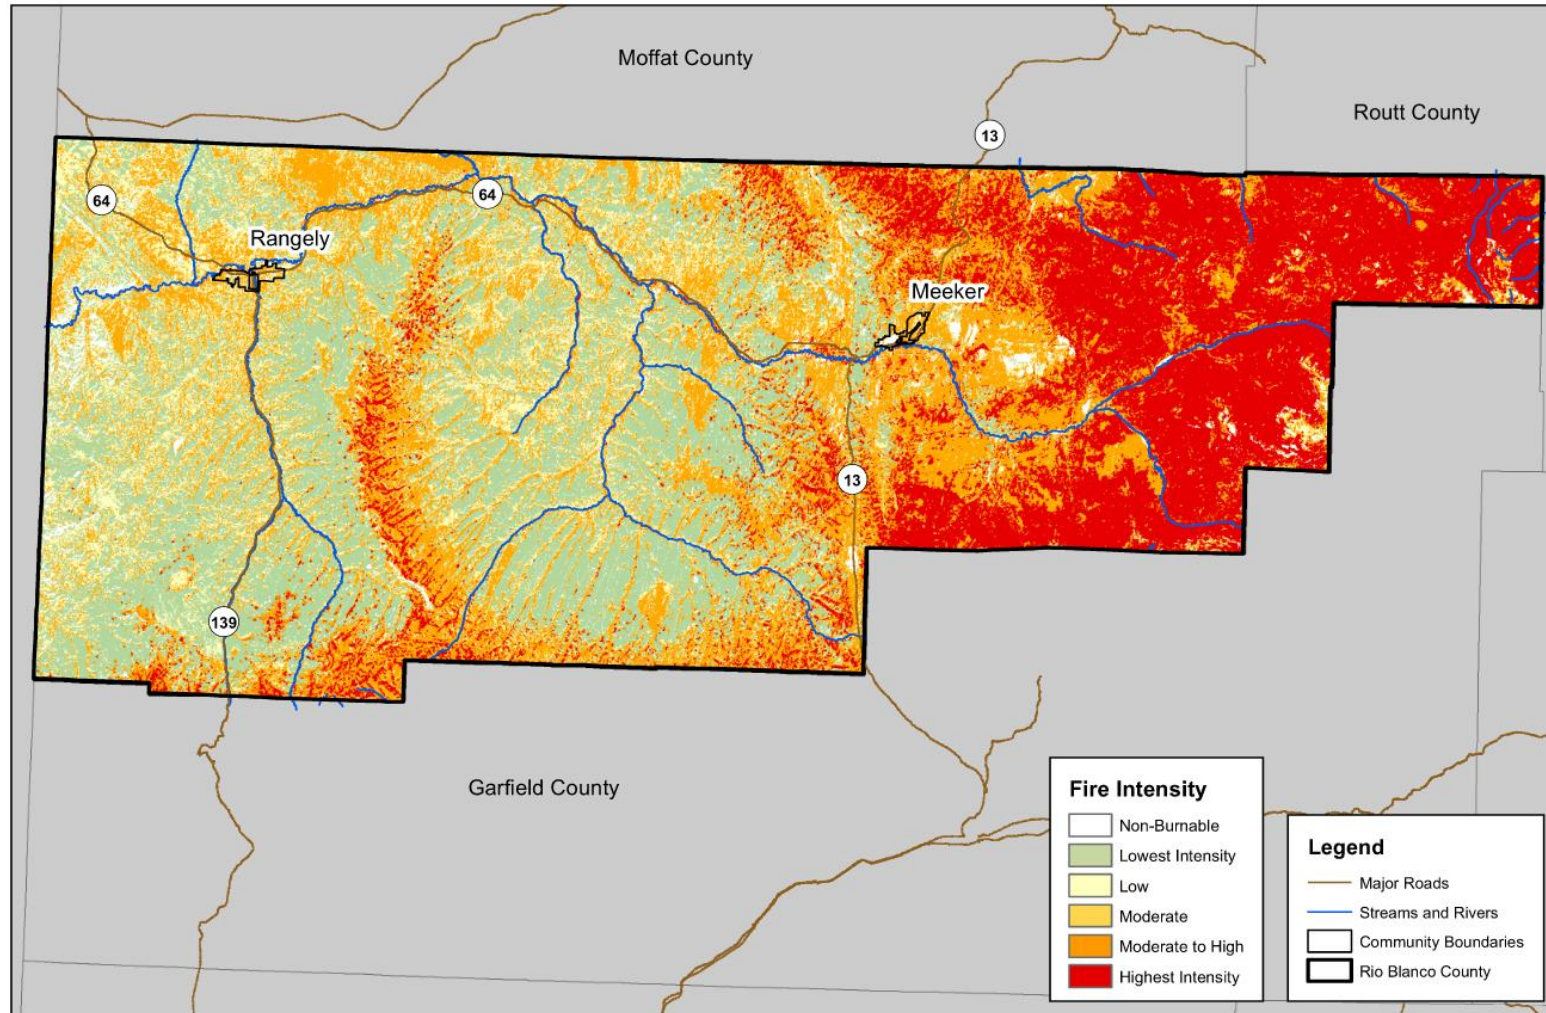 Moffat County
Routt County
13
64
64
Rangely
Meeker
13
139
Garfield County
Fire Intensity
Non-Burnable
Lowest Intensity
Low
Moderate
Moderate to High
Highest Intensity
Legend
Major Roads
Streams and Rivers
Community Boundaries
Rio Blanco County